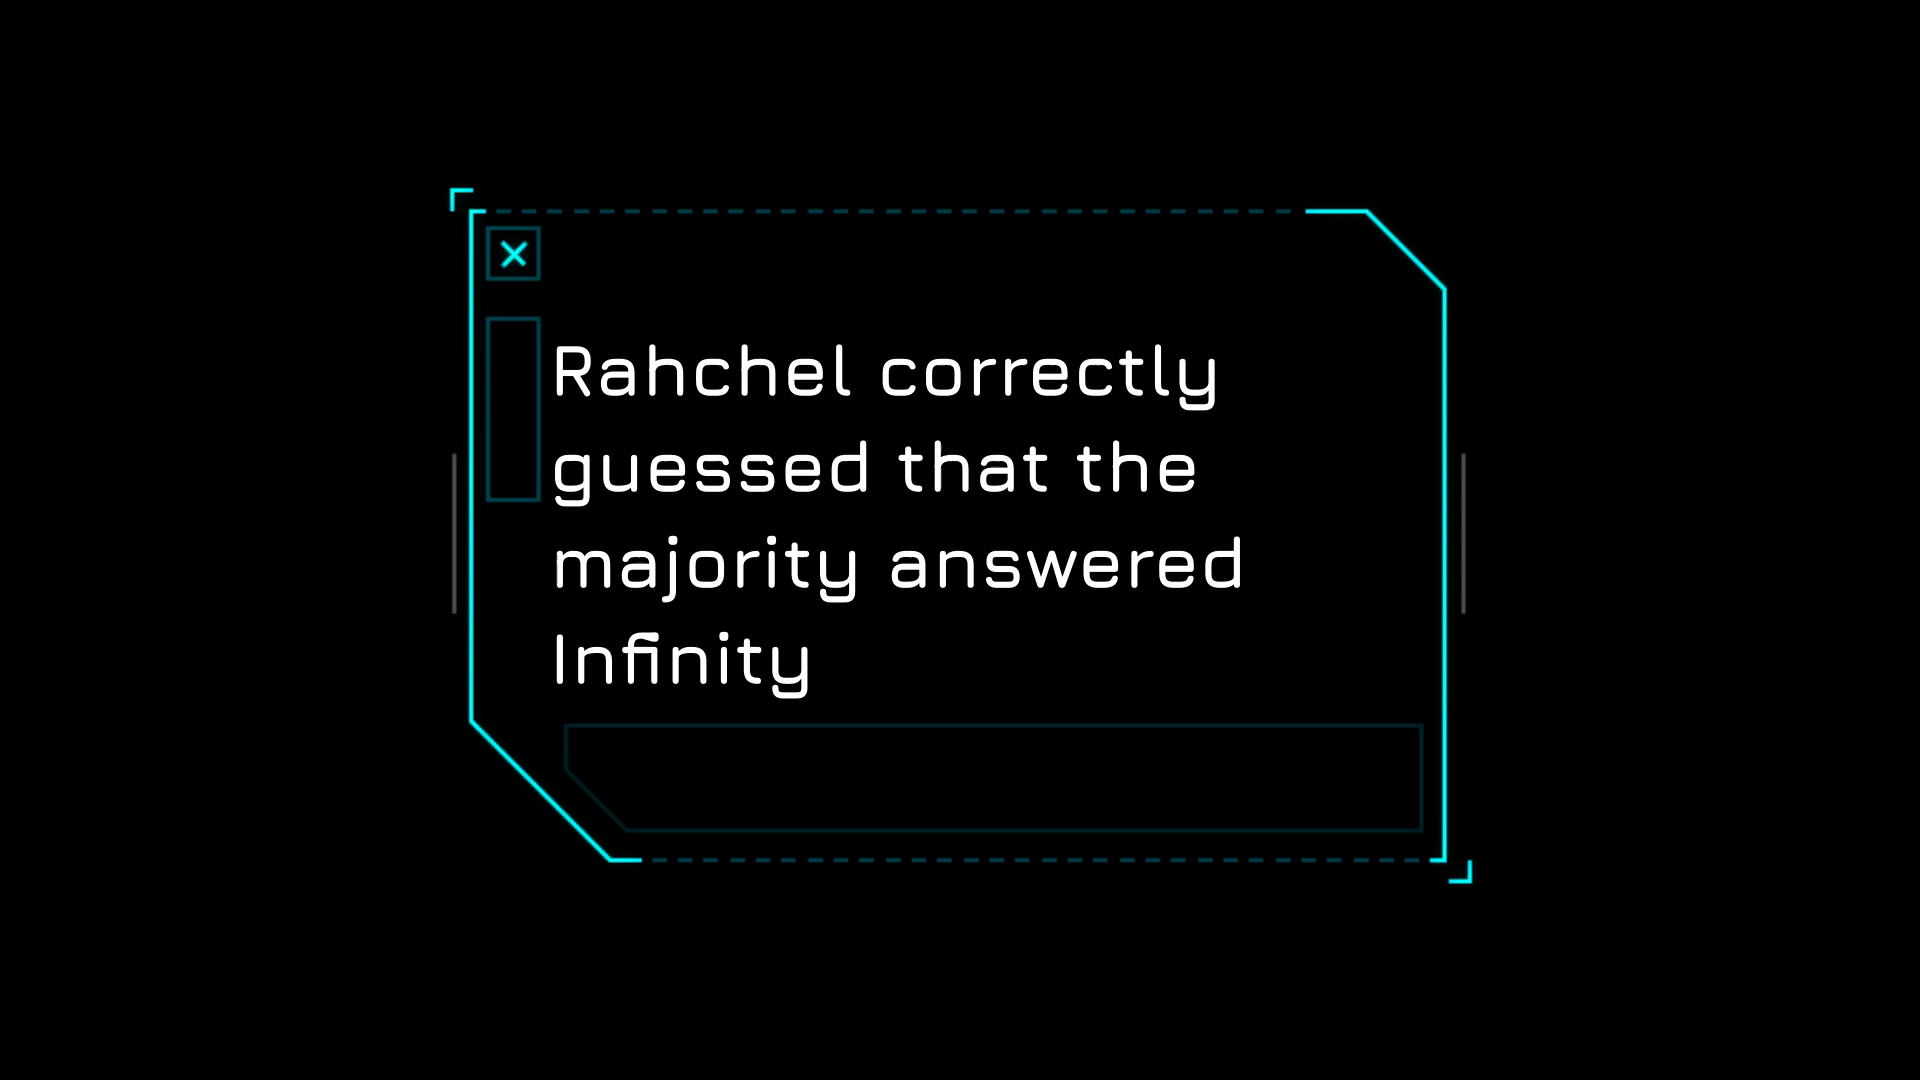 Rahchel correctly
guessed that the
majority answered
Infinity